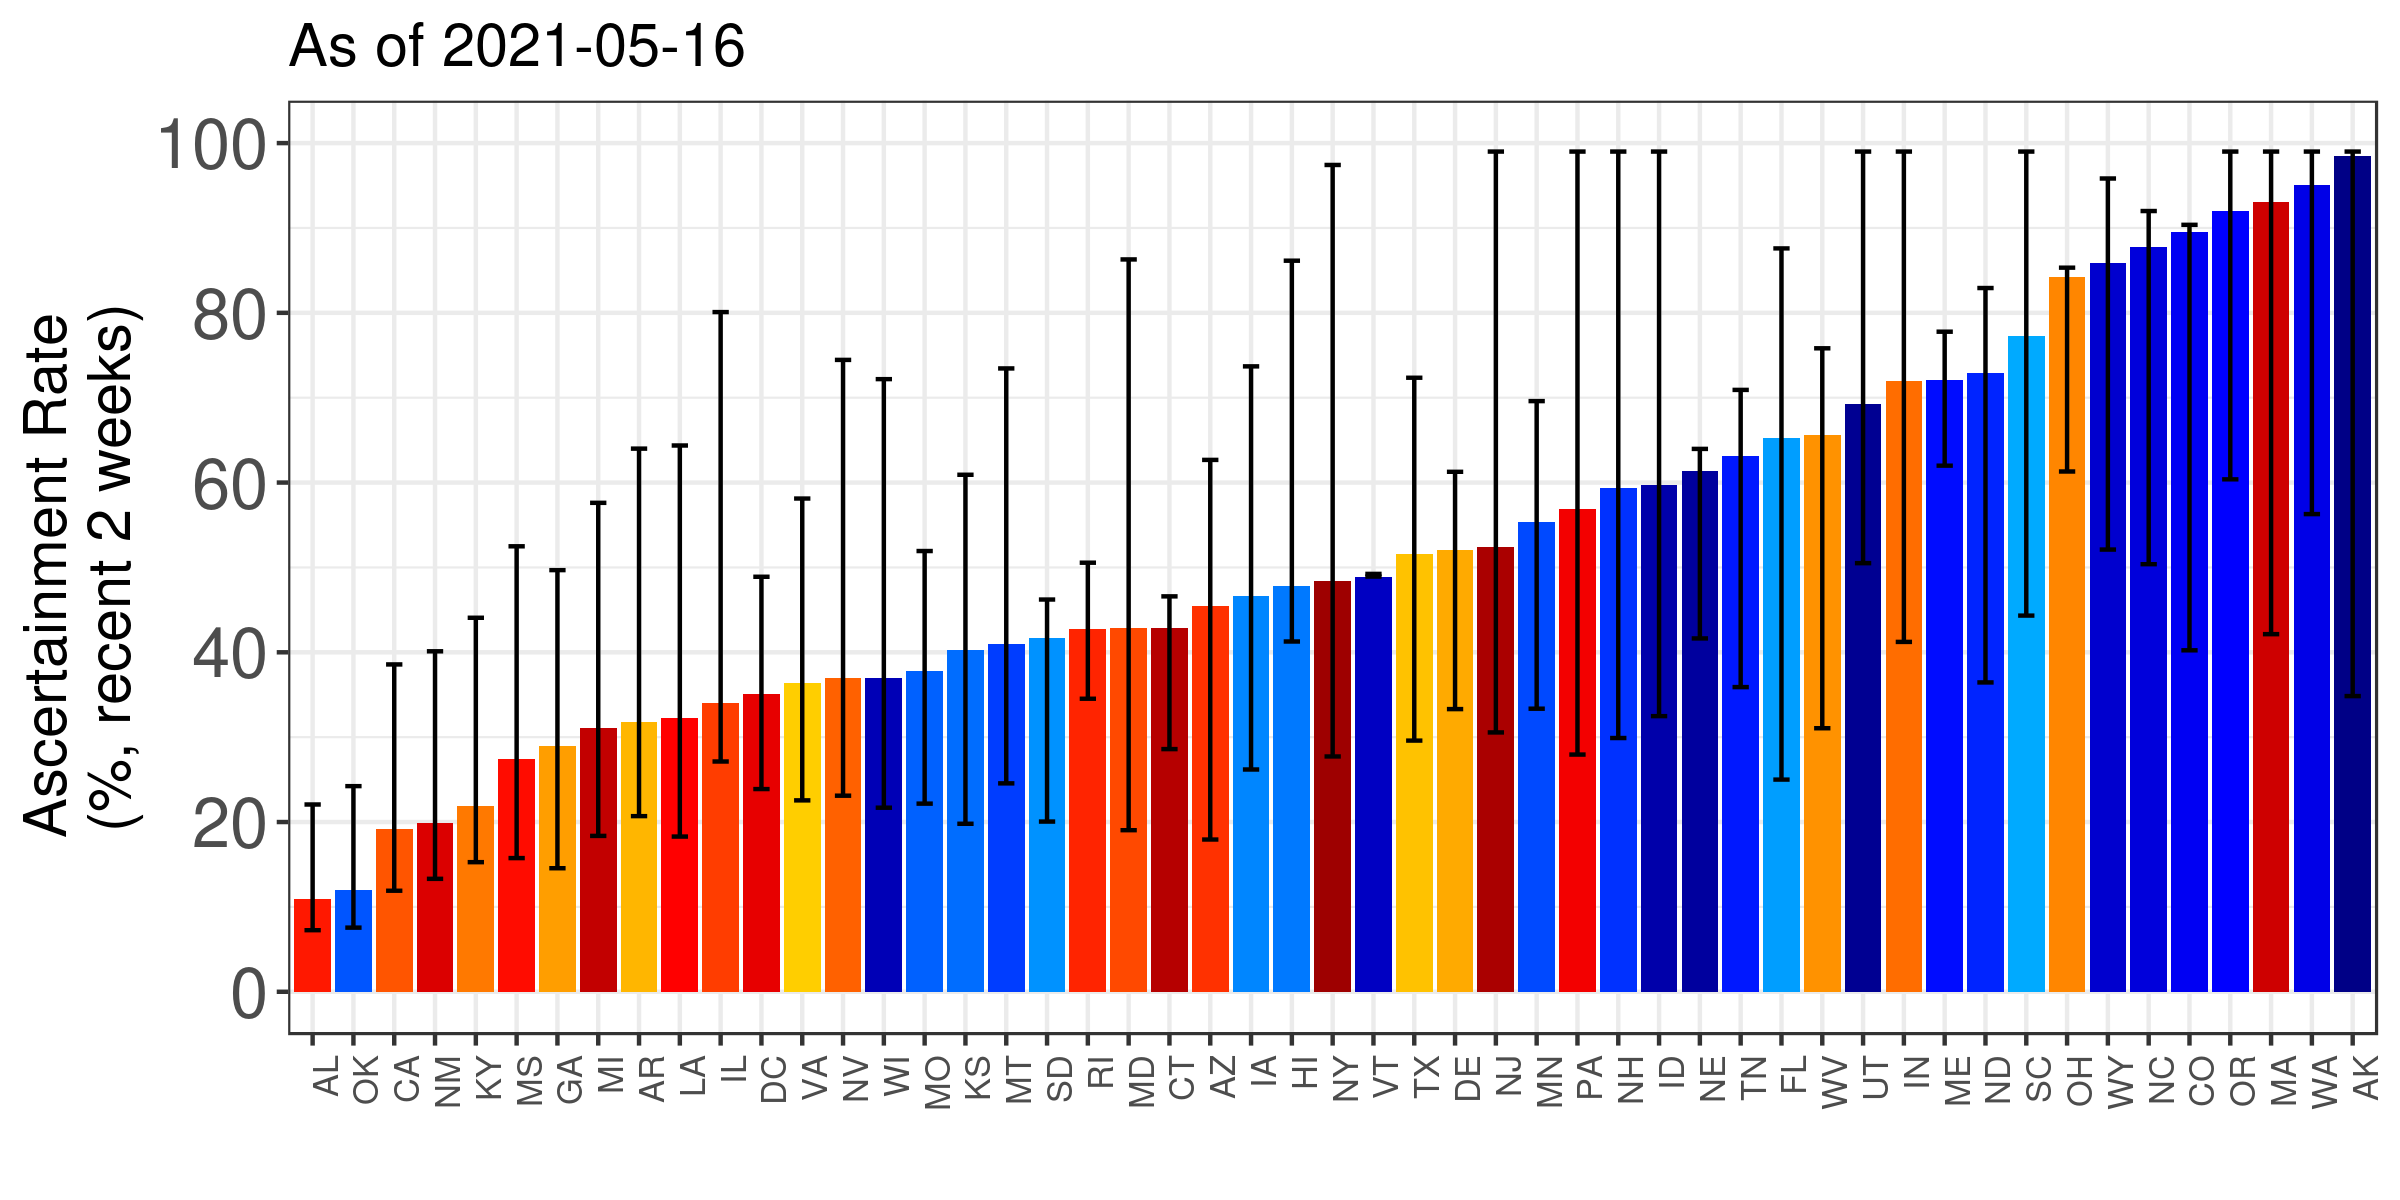 As of 2021-05-16
Ascertainment Rate
(%, recent 2 weeks)
100
80
60
40
20
0
AL OK CA NM KY MS GA MI AR LA IL DC VA NV WI MO KS MT SD RI MD CT AZ IA HI NY VT TX DE NJ MN PA NH ID NE TN FL WV UT IN ME ND SC OH WY NC CO OR MA WA AK